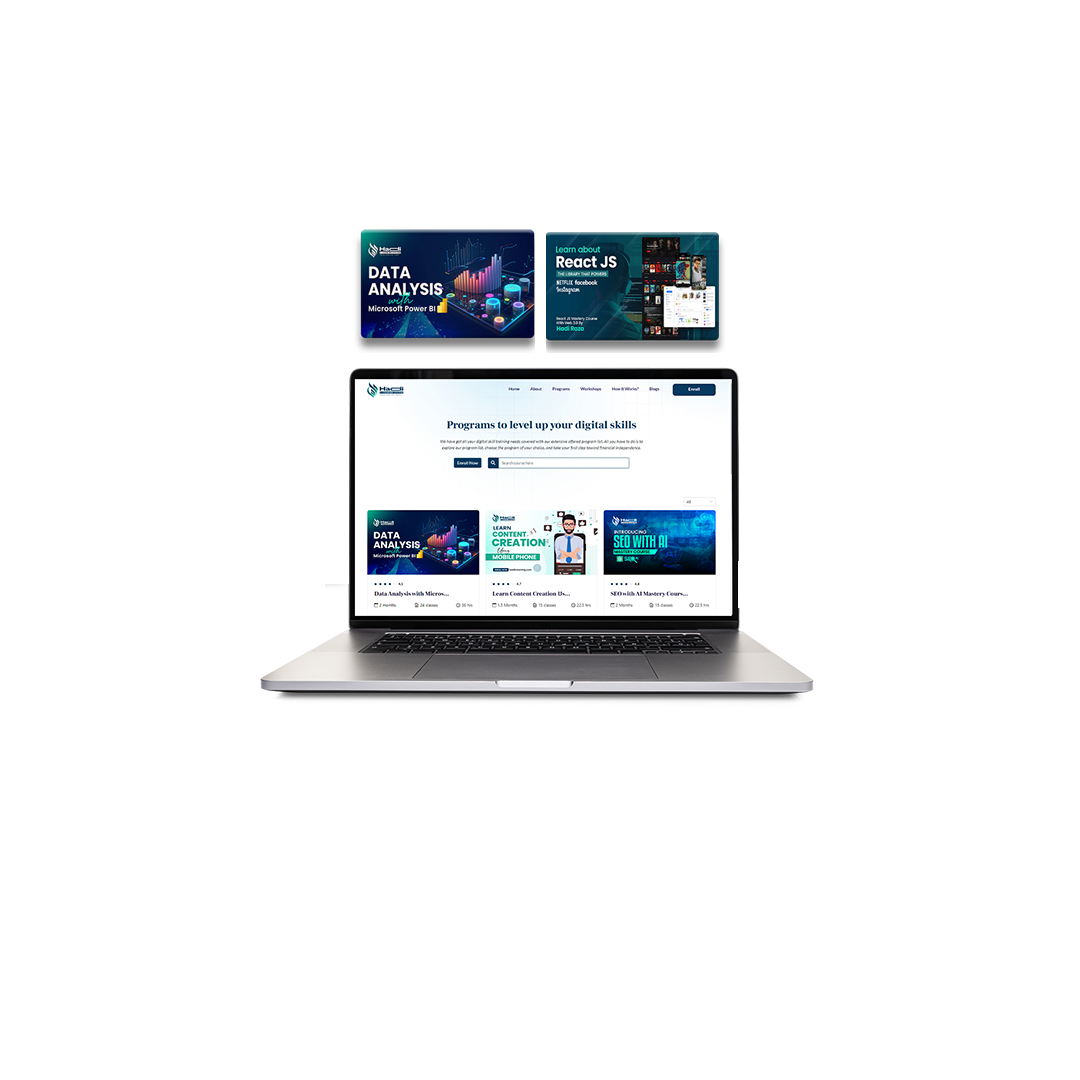 Hadi
DATA
ANALYSIS
with
Microsoft Power BI
Learn about
React JS
THE LIBRARY THAT POWERS
NETFLIX facebook
Instagram
React JS Mastery Course
With Web 3.0 By
Hadi Raza
Hadi
Home About Programs Workshops How It Works? Blogs Enroll
Programs to level up your digital skills
We have got all your digital skill training needs covered with our extensive offered program list. All you have to do is to
explore our program list, choose the program of your choice, and take your first step toward financial independence.
Enroll Now Search course here
All
Hadi
DATA
ANALYSIS
with
Microsoft Power BI
4.5
Data Analysis with Micros...
2 months 24 classes 36 hrs
LEARN
CONTENT
CREATION
Using
MOBILE PHONE
4.7
Learn Content Creation Us...
1.5 Months 15 classes 22.5 hrs
Hadi
INTRODUCING
SEO WITH AI
MASTERY COURSE
4.8
SEO with AI Mastery Cours...
2 Months 15 classes 22.5 hrs